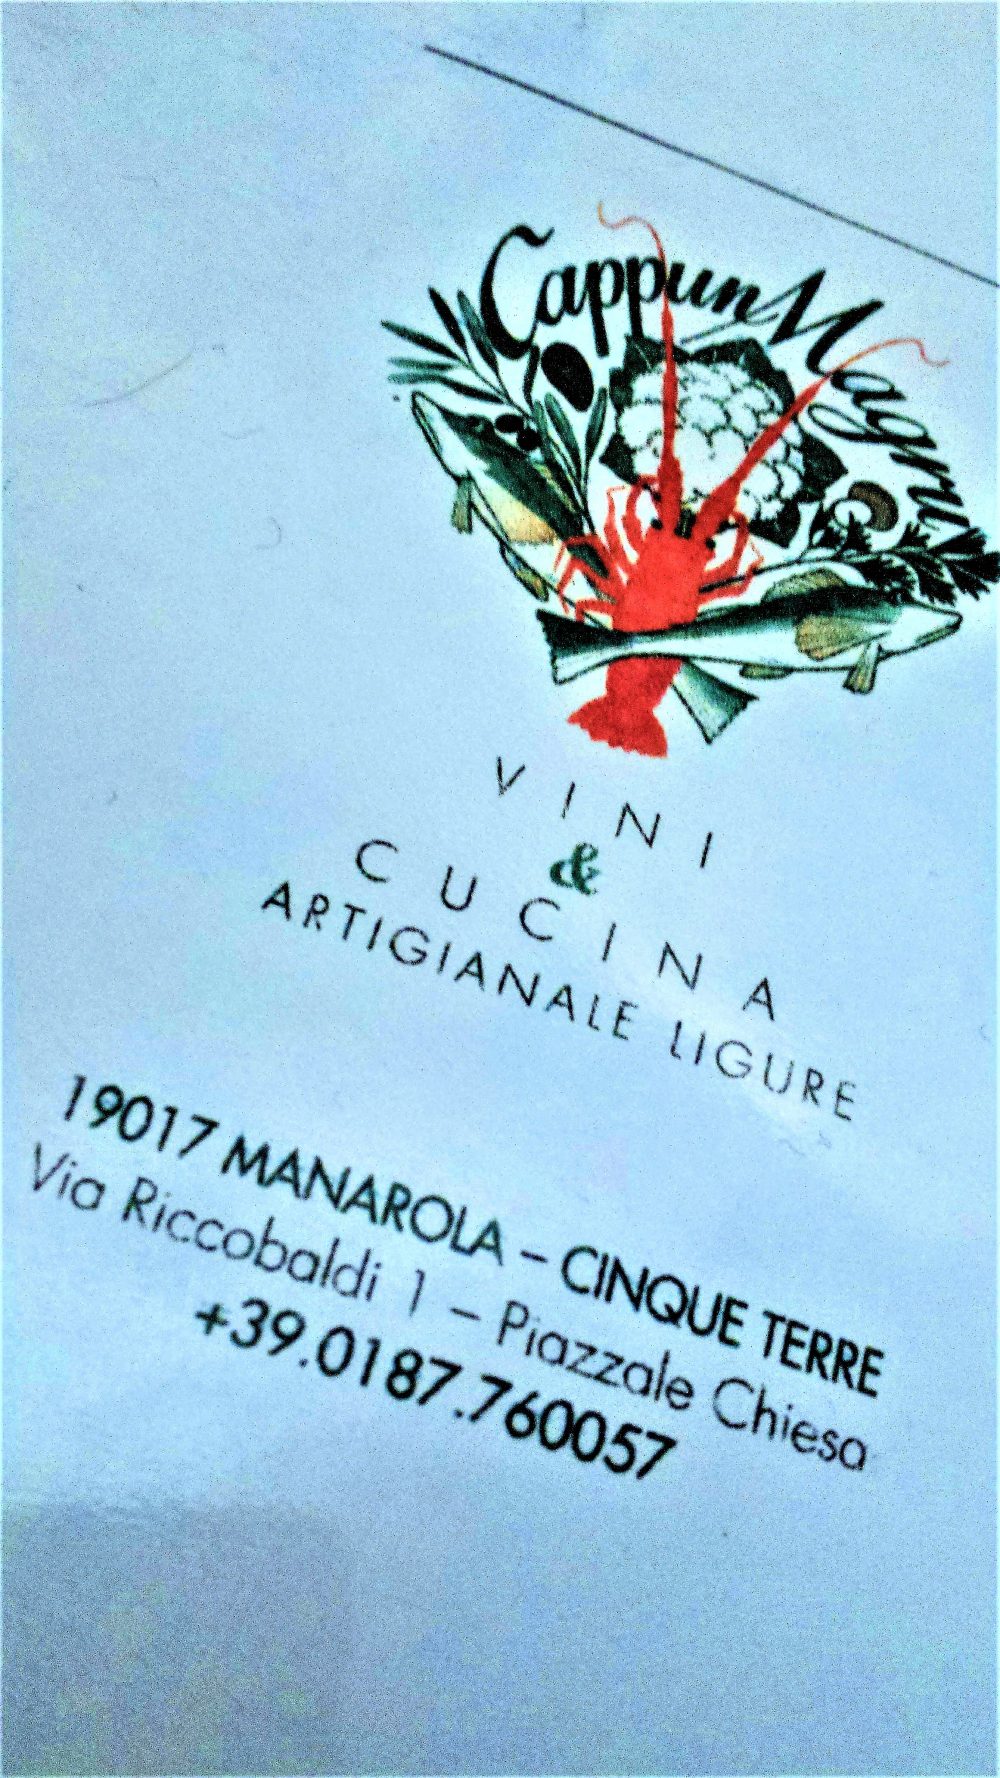 Cappun Magru
VINI
&
CUCINA
ARTIGIANALE LIGURE
19017 MANAROLA – CINQUE TERRE
Via Riccobaldi 1 – Piazzale Chiesa
+39.0187.760057